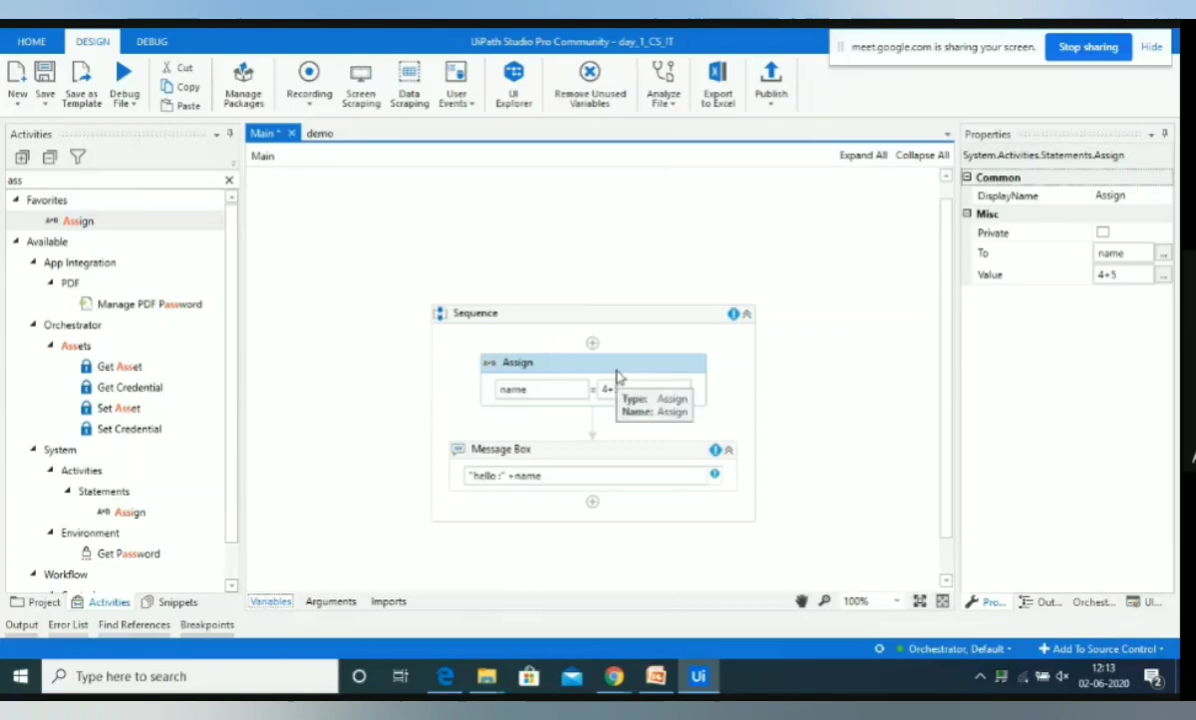 HOME DESIGN DEBUG
UiPath Studio Pro Community - day_1_CS_IT
meet.google.com is sharing your screen. Stop sharing Hide
New Save Save as Template Debug File Cut Copy Paste Manage Packages Recording Screen Scraping Data Scraping User Events UI Explorer Remove Unused Variables Analyze File Export to Excel Publish
Activities
ass
Favorites
A+B Assign
Available
App Integration
PDF
Manage PDF Password
Orchestrator
Assets
Get Asset
Get Credential
Set Asset
Set Credential
System
Activities
Statements
A+B Assign
Environment
Get Password
Workflow
Project Activities Snippets
Main * demo
Main Expand All Collapse All
Sequence
A+B Assign
name = 4+
Type: Assign
Name: Assign
Message Box
"hello :" +name
Variables Arguments Imports 100%
Properties
System.Activities.Statements.Assign
Common
DisplayName Assign
Misc
Private
To name ...
Value 4+5 ...
Pro... Out... Orchest... UI...
Output Error List Find References Breakpoints
Orchestrator, Default Add To Source Control
Type here to search
Ui
12:13
02-06-2020
2